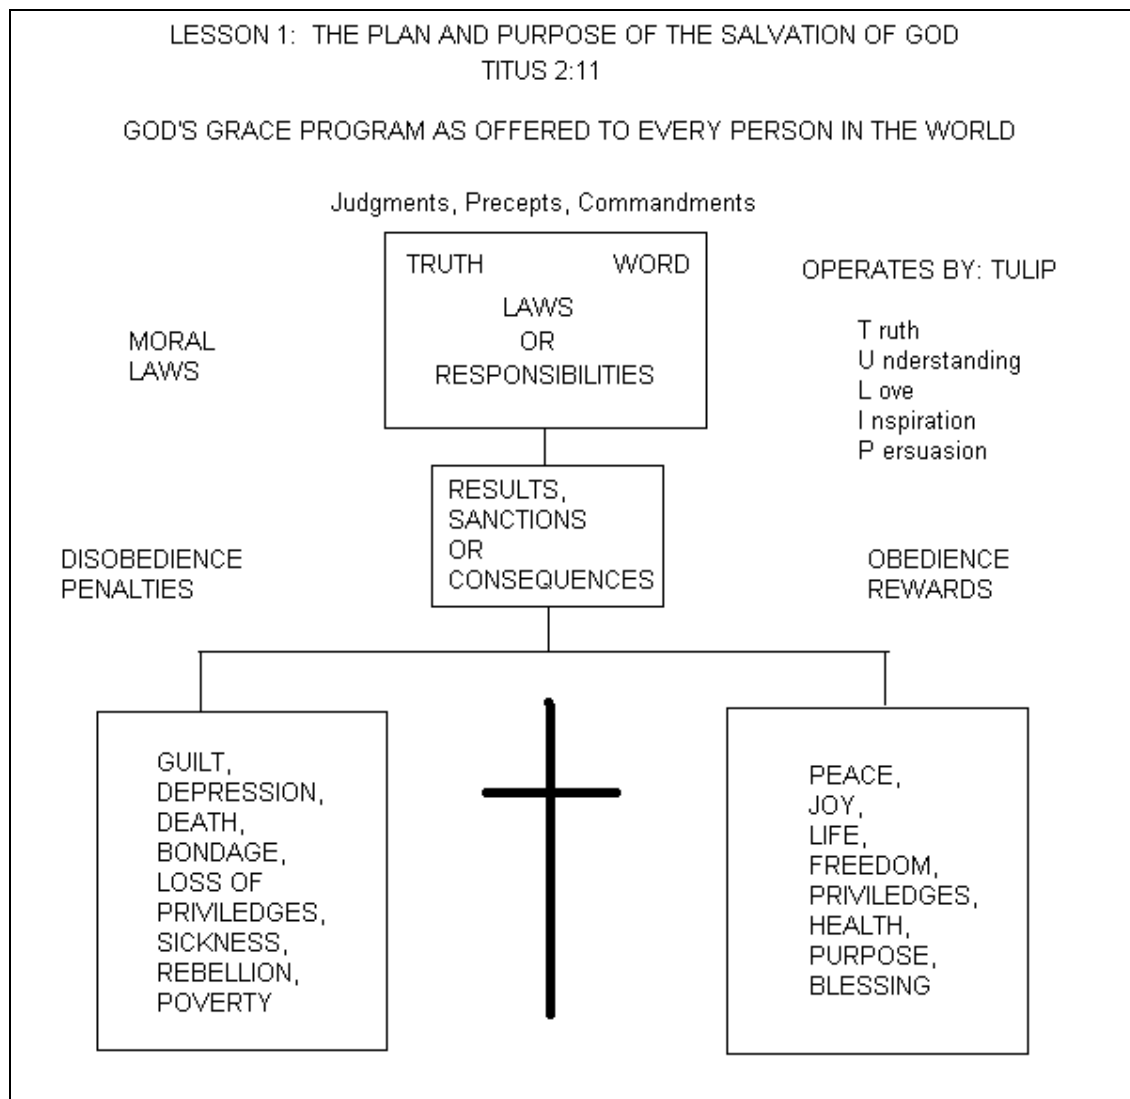 LESSON 1: THE PLAN AND PURPOSE OF THE SALVATION OF GOD
TITUS 2:11
GOD'S GRACE PROGRAM AS OFFERED TO EVERY PERSON IN THE WORLD
Judgments, Precepts, Commandments
TRUTH WORD
LAWS
OR
RESPONSIBILITIES
MORAL
LAWS
OPERATES BY: TULIP
T ruth
U nderstanding
L ove
I nspiration
P ersuasion
RESULTS,
SANCTIONS
OR
CONSEQUENCES
DISOBEDIENCE
PENALTIES
OBEDIENCE
REWARDS
GUILT,
DEPRESSION,
DEATH,
BONDAGE,
LOSS OF
PRIVILEDGES,
SICKNESS,
REBELLION,
POVERTY
PEACE,
JOY,
LIFE,
FREEDOM,
PRIVILEDGES,
HEALTH,
PURPOSE,
BLESSING